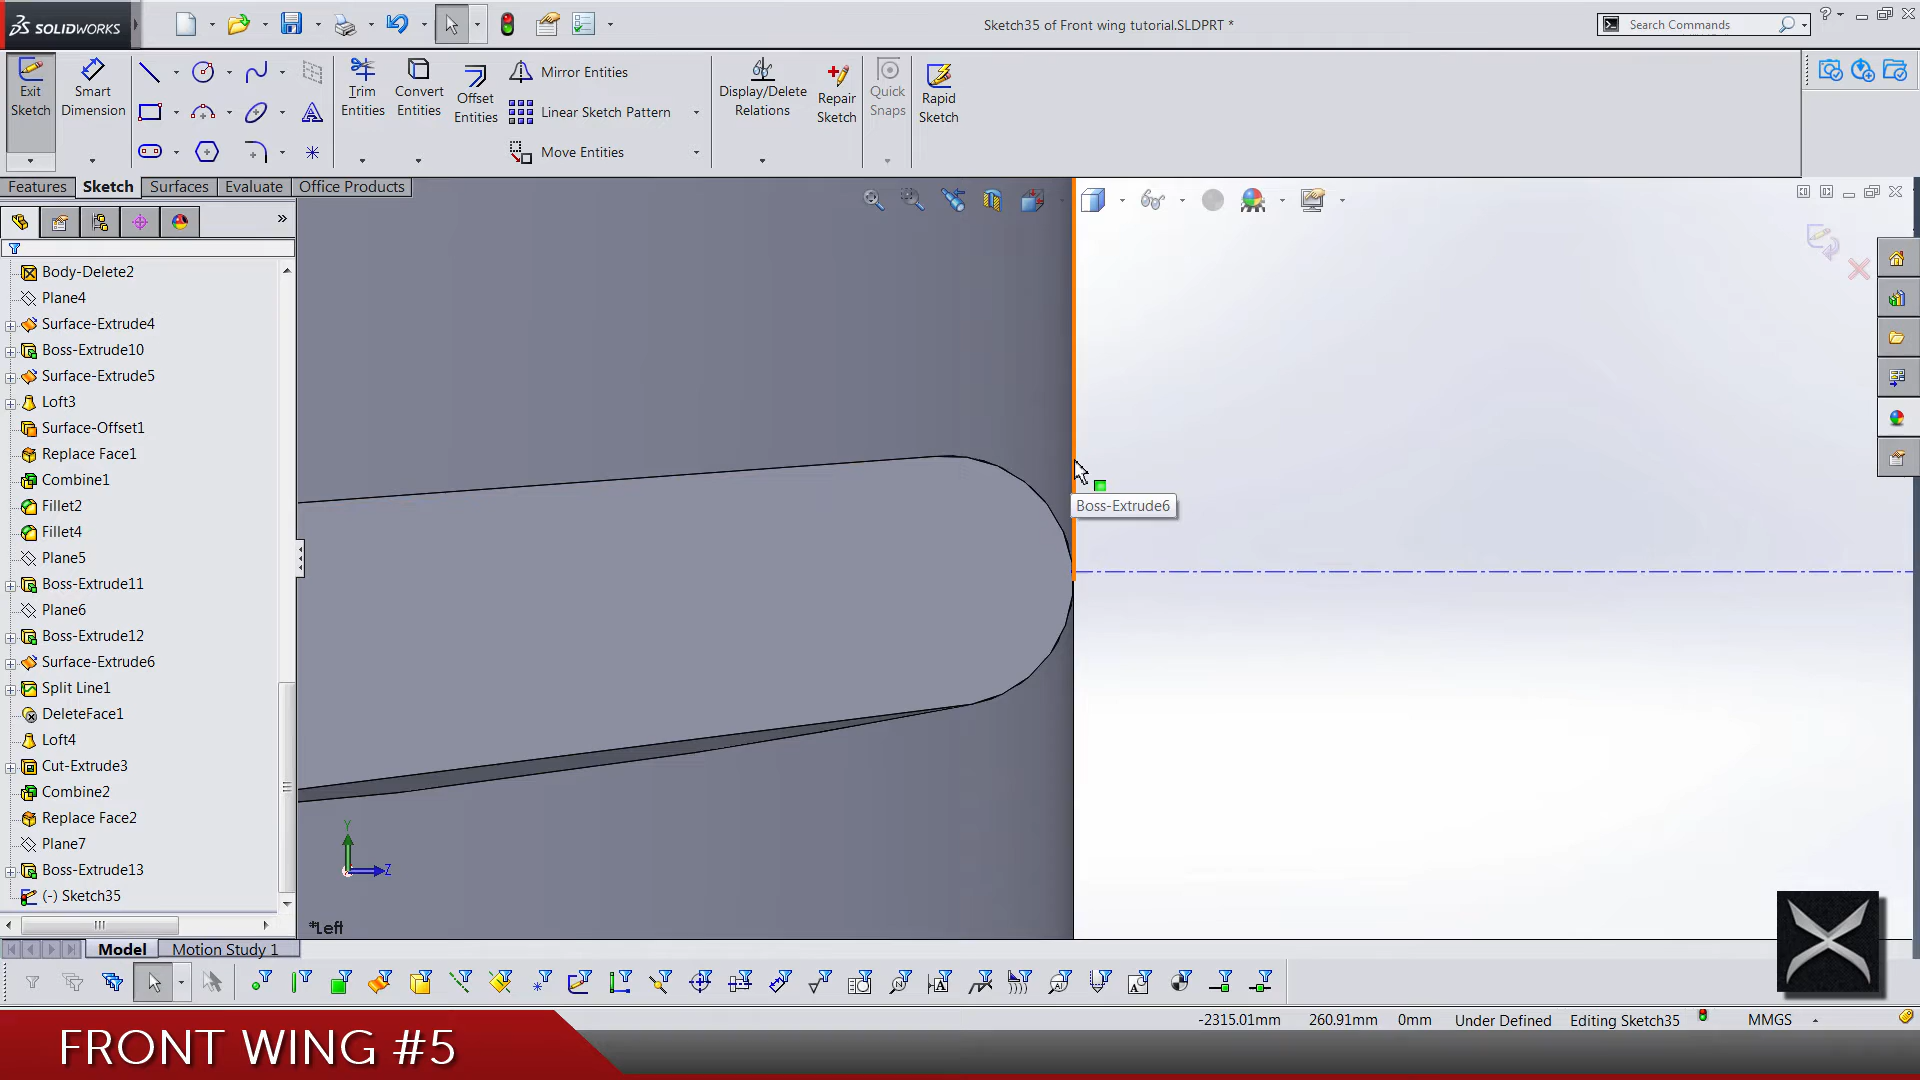 SOLIDWORKS
Sketch35 of Front wing tutorial.SLDPRT *
Search Commands
Exit Sketch
Smart Dimension
Trim Entities
Convert Entities
Offset Entities
Mirror Entities
Linear Sketch Pattern
Move Entities
Display/Delete Relations
Repair Sketch
Quick Snaps
Rapid Sketch
Features
Sketch
Surfaces
Evaluate
Office Products
Body-Delete2
Plane4
Surface-Extrude4
Boss-Extrude10
Surface-Extrude5
Loft3
Surface-Offset1
Replace Face1
Combine1
Fillet2
Fillet4
Plane5
Boss-Extrude11
Plane6
Boss-Extrude12
Surface-Extrude6
Split Line1
DeleteFace1
Loft4
Cut-Extrude3
Combine2
Replace Face2
Plane7
Boss-Extrude13
(-) Sketch35
Boss-Extrude6
Y
Z
*Left
Model
Motion Study 1
-2315.01mm
260.91mm
0mm
Under Defined
Editing Sketch35
MMGS
FRONT WING #5